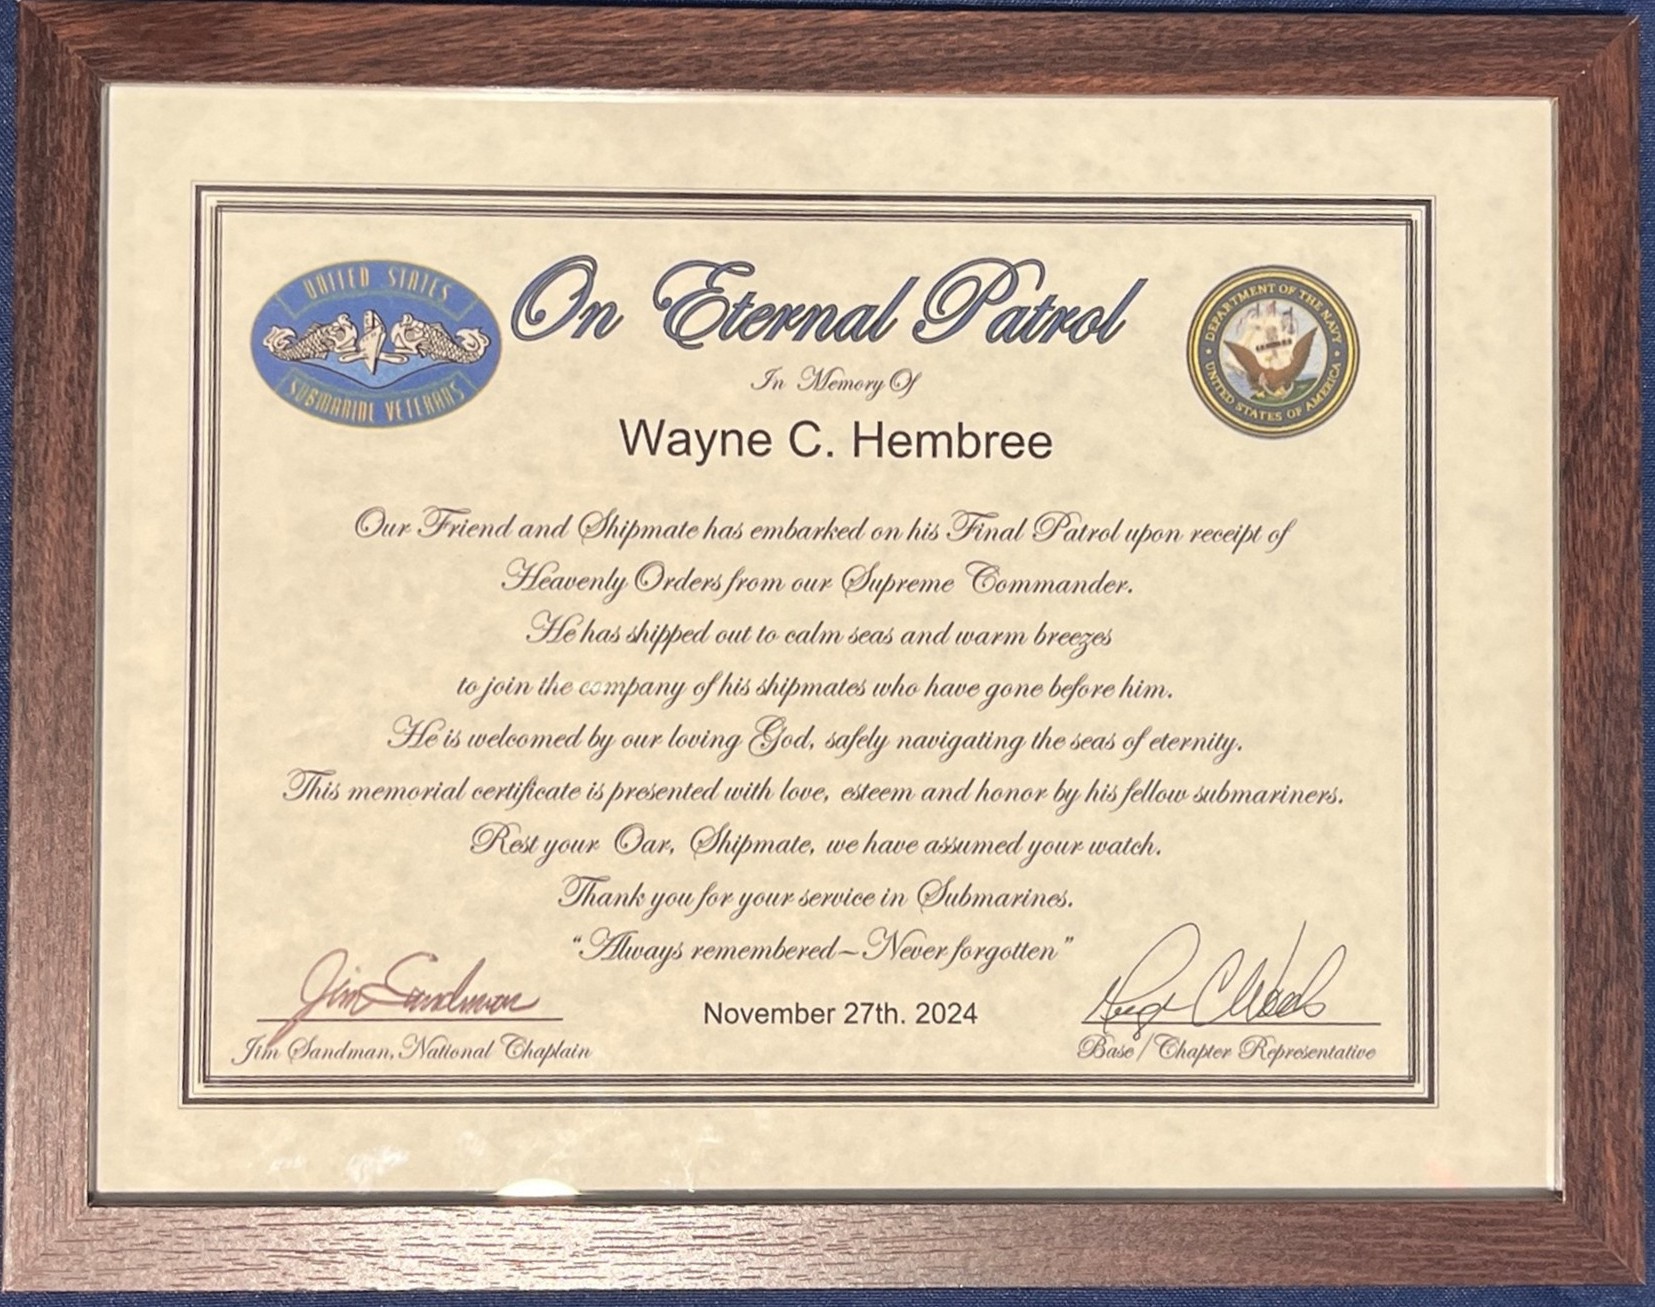 UNITED STATES
SUBMARINE VETERANS
On Eternal Patrol
DEPARTMENT OF THE NAVY
UNITED STATES OF AMERICA
In Memory Of
Wayne C. Hembree
Our Friend and Shipmate has embarked on his Final Patrol upon receipt of
Heavenly Orders from our Supreme Commander.
He has shipped out to calm seas and warm breezes
to join the company of his shipmates who have gone before him.
He is welcomed by our loving God, safely navigating the seas of eternity.
This memorial certificate is presented with love, esteem and honor by his fellow submariners.
Rest your Oar, Shipmate, we have assumed your watch.
Thank you for your service in Submarines.
"Always remembered~Never forgotten"
Jim Sandman
November 27th. 2024
Jim Sandman, National Chaplain
Base/Chapter Representative